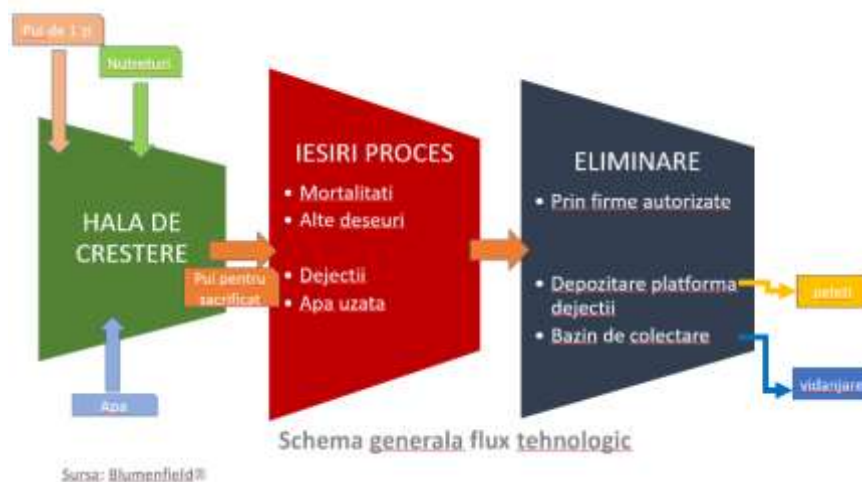 Pui de 1 zi
Nutreturi
HALA DE
CRESTERE
Pui pentru
sacrificat
Apa
IESIRI PROCES
• Mortalitati
• Alte deseuri
• Dejectii
• Apa uzata
ELIMINARE
• Prin firme autorizate
• Depozitare platforma
dejectii
• Bazin de colectare
peleti
vidanjare
Schema generala flux tehnologic
Sursa: Blumenfield®